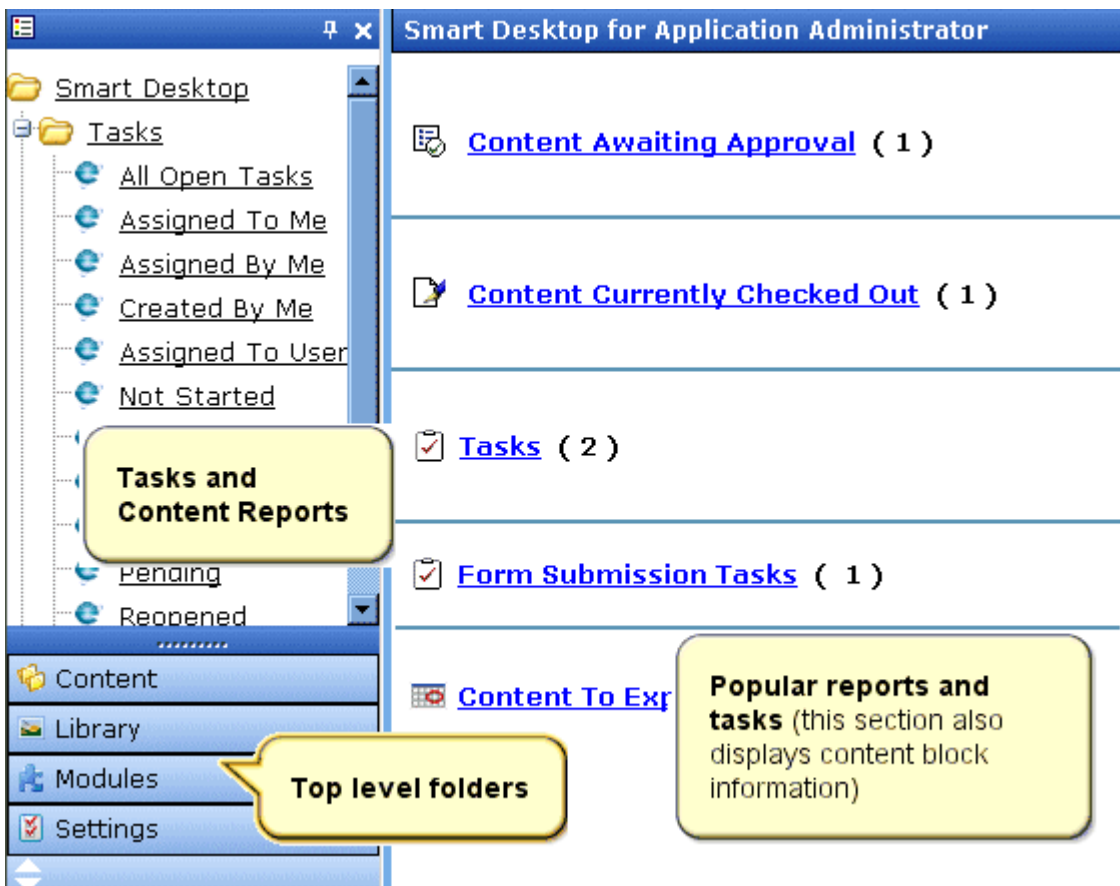 Smart Desktop for Application Administrator
Smart Desktop
Tasks
All Open Tasks
Assigned To Me
Assigned By Me
Created By Me
Assigned To User
Not Started
Tasks and
Content Reports
Pending
Reopened
Content
Library
Modules
Settings
Top level folders
Content Awaiting Approval ( 1 )
Content Currently Checked Out ( 1 )
Tasks ( 2 )
Form Submission Tasks ( 1 )
Content To Exp
Popular reports and
tasks (this section also
displays content block
information)